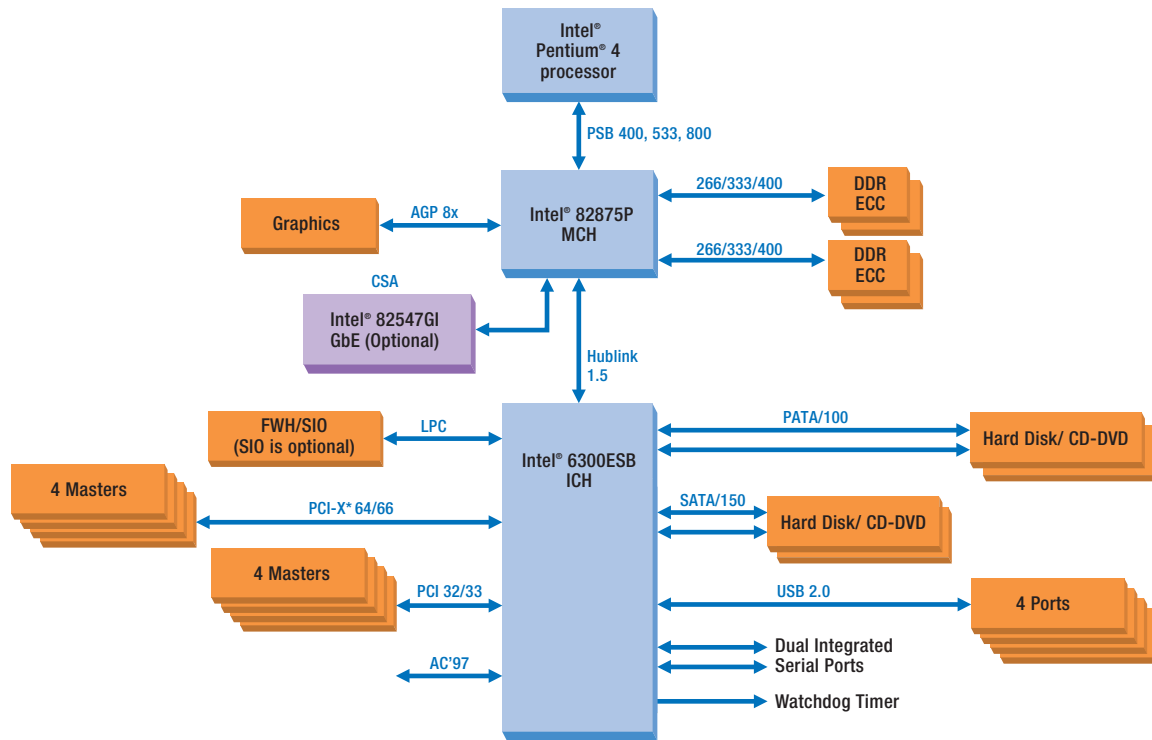 Intel®
Pentium® 4
processor
PSB 400, 533, 800
Intel® 82875P
MCH
266/333/400
DDR
ECC
266/333/400
DDR
ECC
Graphics
AGP 8x
CSA
Intel® 82547GI
GbE (Optional)
Hublink
1.5
FWH/SIO
(SIO is optional)
LPC
Intel® 6300ESB
ICH
PATA/100
Hard Disk/ CD-DVD
4 Masters
PCI-X* 64/66
SATA/150
Hard Disk/ CD-DVD
4 Masters
PCI 32/33
USB 2.0
4 Ports
AC'97
Dual Integrated
Serial Ports
Watchdog Timer